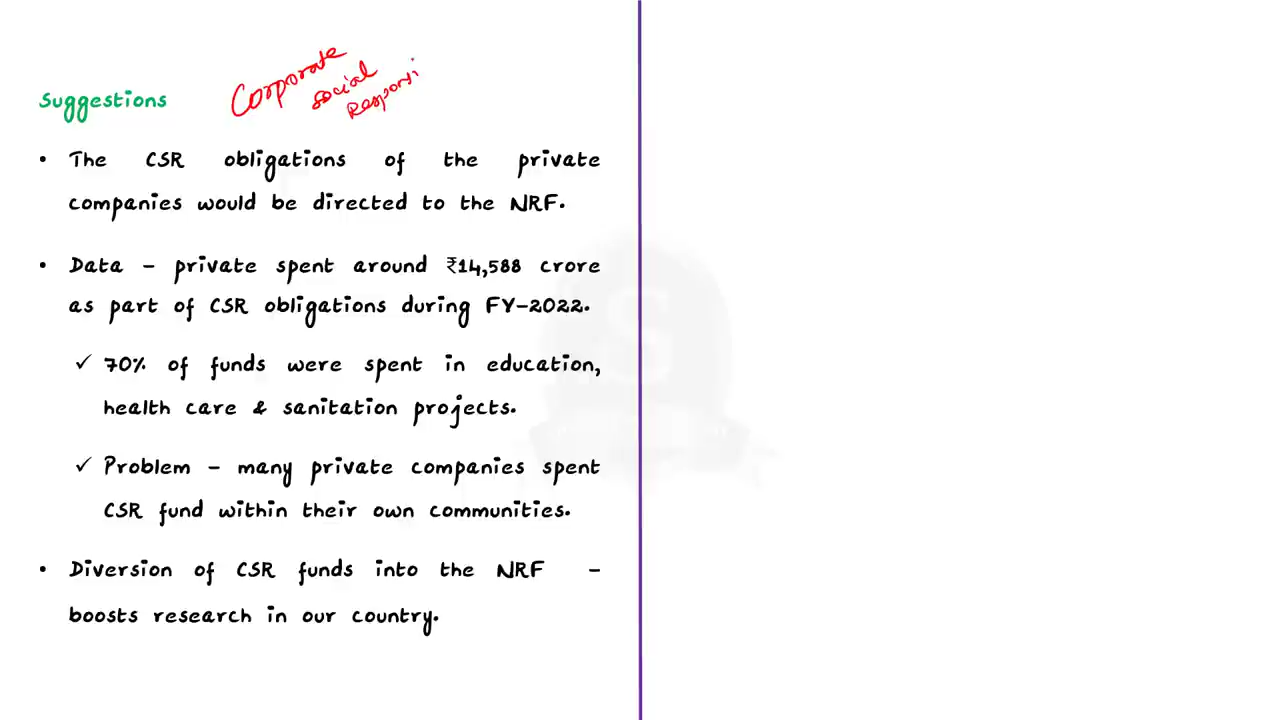 Corporate
social
Suggestions
Responsi
• The CSR obligations of the private
companies would be directed to the NRF.
• Data – private spent around ₹14,588 crore
as part of CSR obligations during FY-2022.
✓ 70% of funds were spent in education,
health care & sanitation projects.
✓ Problem – many private companies spent
CSR fund within their own communities.
• Diversion of CSR funds into the NRF –
boosts research in our country.